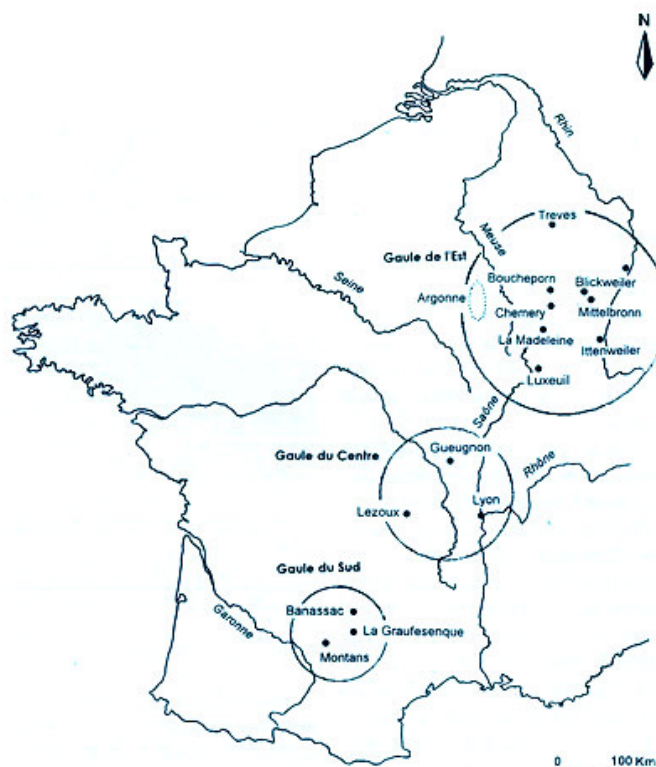 N
Rhin
Treves
Meuse
Gaule de l'Est
Boucheporn
Blickweiler
Seine
Argonne
Chemery
Mittelbronn
La Madeleine
Ittenweiler
Luxeuil
Saône
Gueugnon
Gaule du Centre
Rhône
Lezoux
Lyon
Gaule du Sud
Banassac
Garonne
La Graufesenque
Montans
0 100 Km